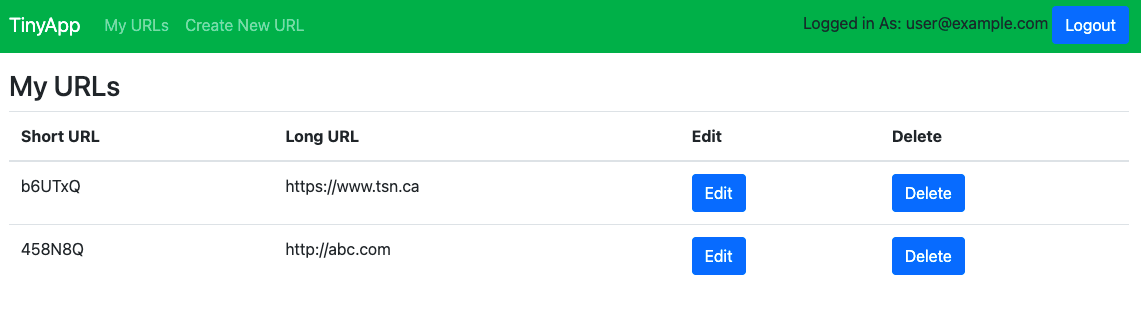 TinyApp My URLs Create New URL Logged in As: user@example.com Logout
My URLs
Short URL Long URL Edit Delete
b6UTxQ https://www.tsn.ca Edit Delete
458N8Q http://abc.com Edit Delete